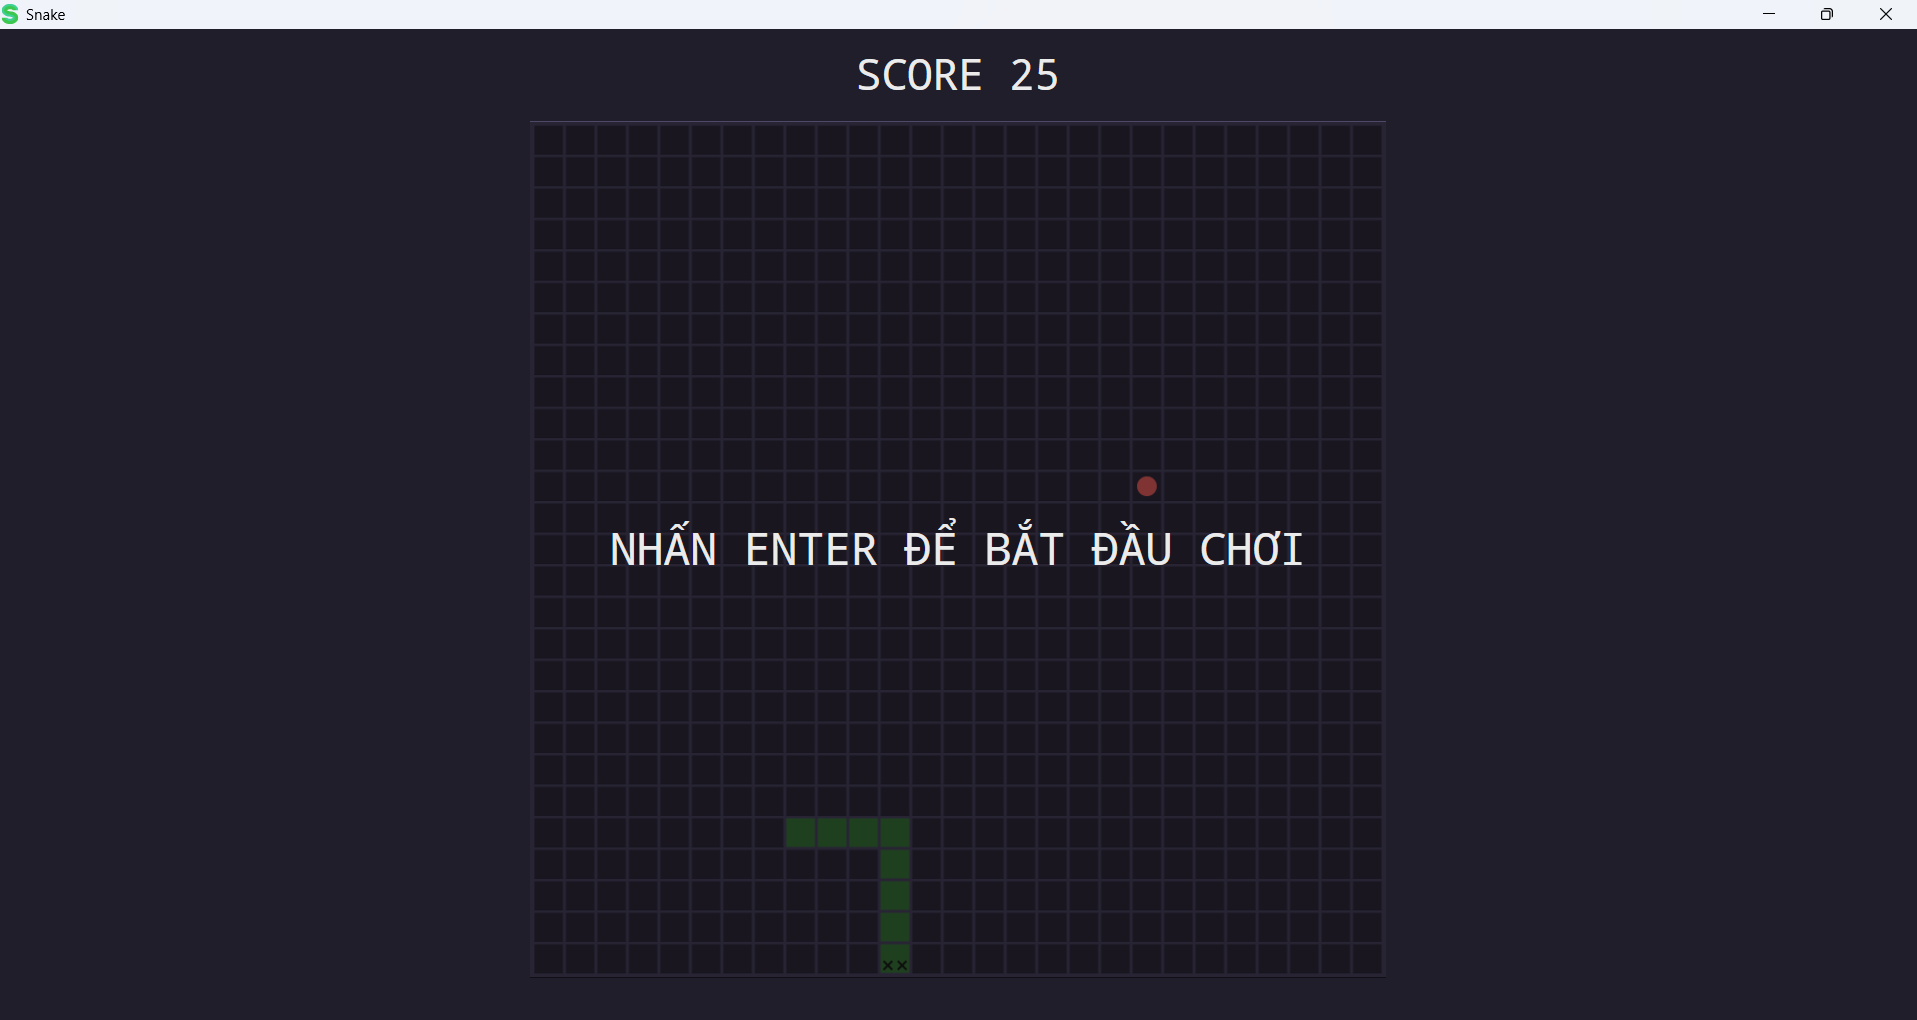 Snake
SCORE 25
NHẤN ENTER ĐỂ BẮT ĐẦU CHƠI